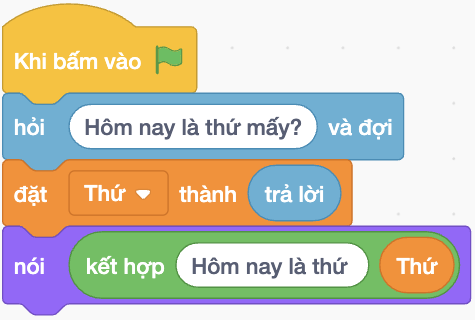 Khi bấm vào
hỏi Hôm nay là thứ mấy? và đợi
đặt Thứ thành trả lời
nói kết hợp Hôm nay là thứ Thứ